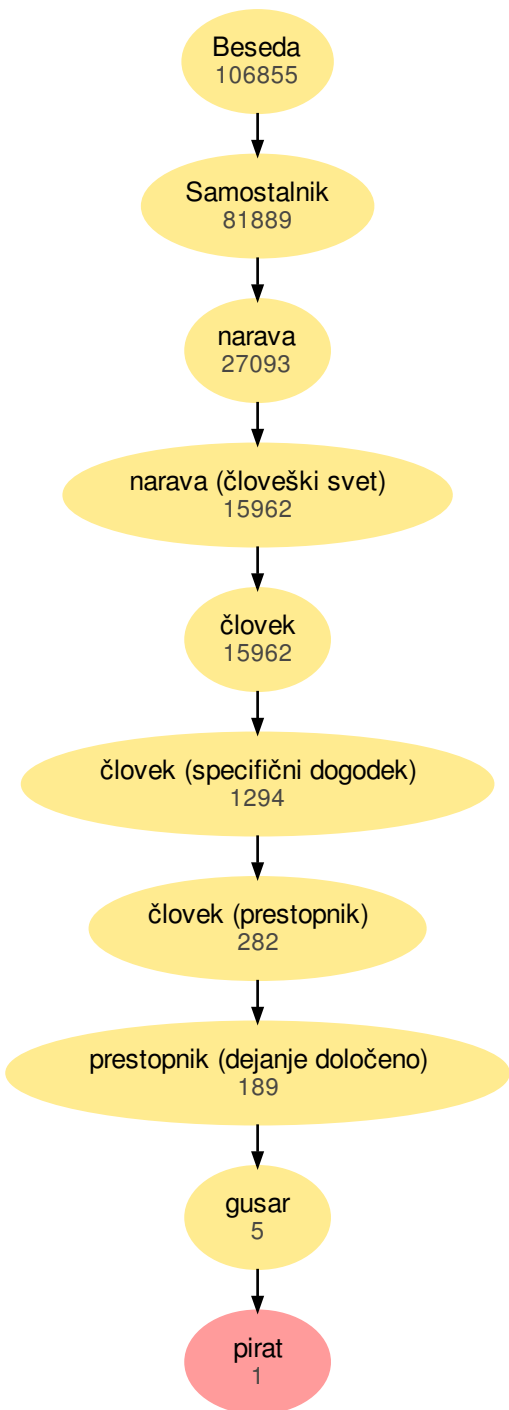 Beseda
106855
Samostalnik
81889
narava
27093
narava (človeški svet)
15962
človek
15962
človek (specifični dogodek)
1294
človek (prestopnik)
282
prestopnik (dejanje določeno)
189
gusar
5
pirat
1